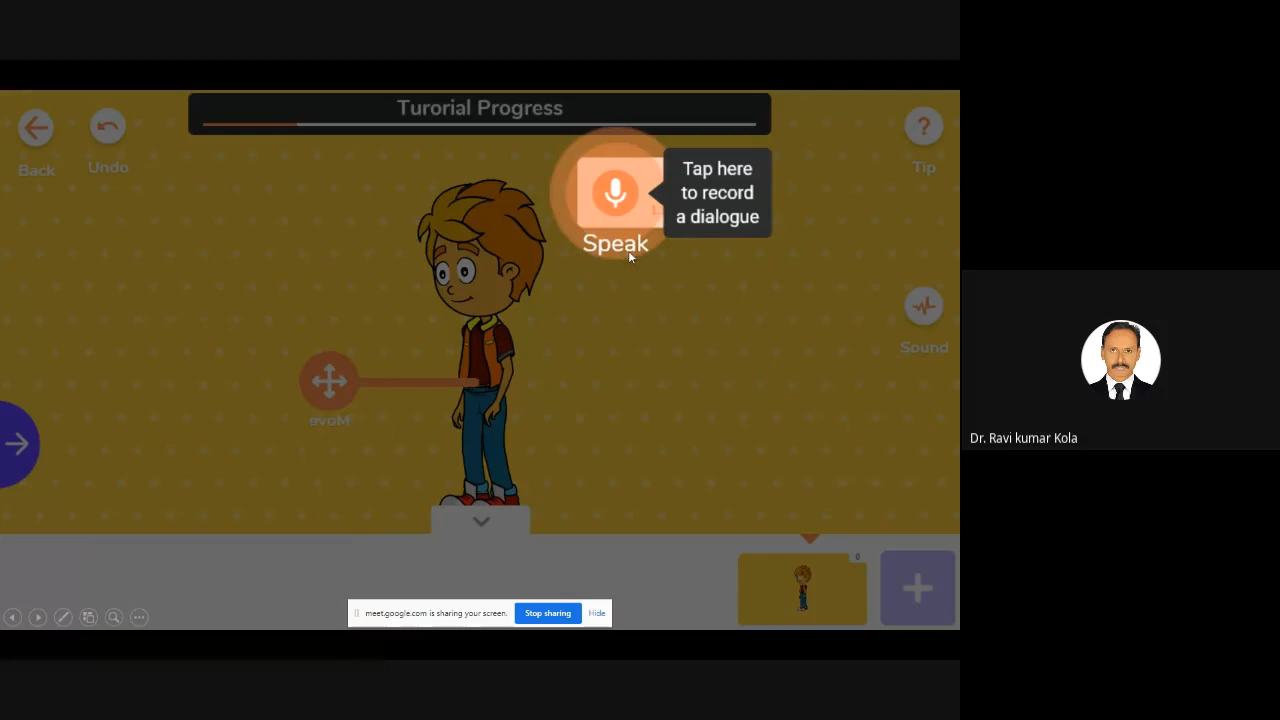 Turorial Progress
Back
Undo
Tap here
to record
a dialogue
?
Tip
Speak
Sound
Move
0
meet.google.com is sharing your screen.
Stop sharing
Hide
Dr. Ravi kumar Kola